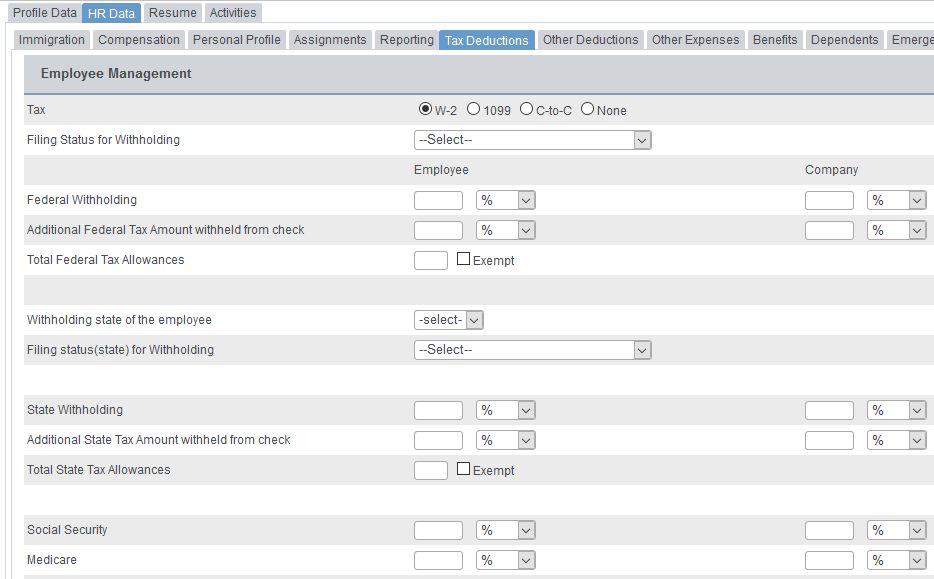 Profile Data HR Data Resume Activities
Immigration Compensation Personal Profile Assignments Reporting Tax Deductions Other Deductions Other Expenses Benefits Dependents Emerge
Employee Management
Tax W-2 1099 C-to-C None
Filing Status for Withholding --Select--
Employee Company
Federal Withholding % %
Additional Federal Tax Amount withheld from check % %
Total Federal Tax Allowances Exempt
Withholding state of the employee -select-
Filing status(state) for Withholding --Select--
State Withholding % %
Additional State Tax Amount withheld from check % %
Total State Tax Allowances Exempt
Social Security % %
Medicare % %